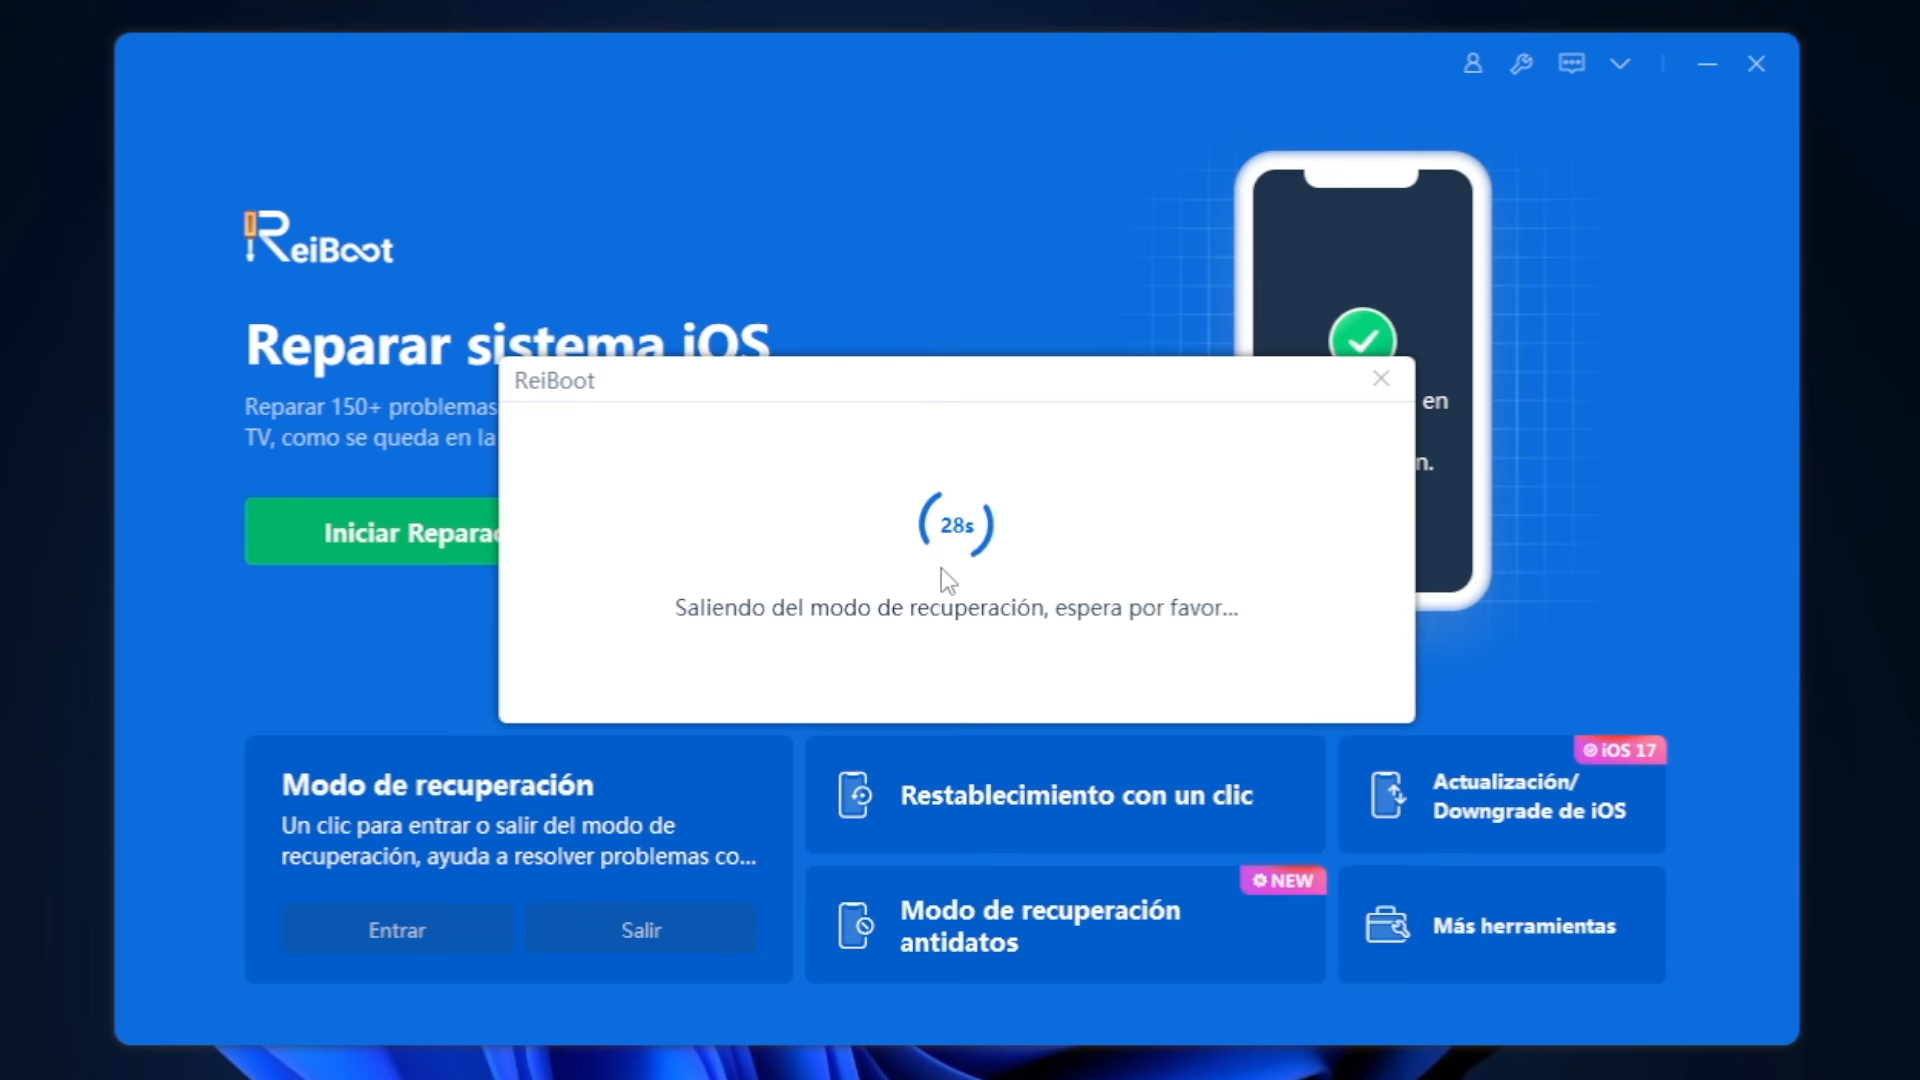 ReiBoot
Reparar sistema iOS
Reparar 150+ problemas
TV, como se queda en la
Iniciar
en
n.
ReiBoot
28s
Saliendo del modo de recuperación, espera por favor...
Modo de recuperación
Un clic para entrar o salir del modo de
recuperación, ayuda a resolver problemas co...
Entrar
Salir
Restablecimiento con un clic
NEW
Modo de recuperación
antidatos
iOS 17
Actualización/
Downgrade de iOS
Más herramientas